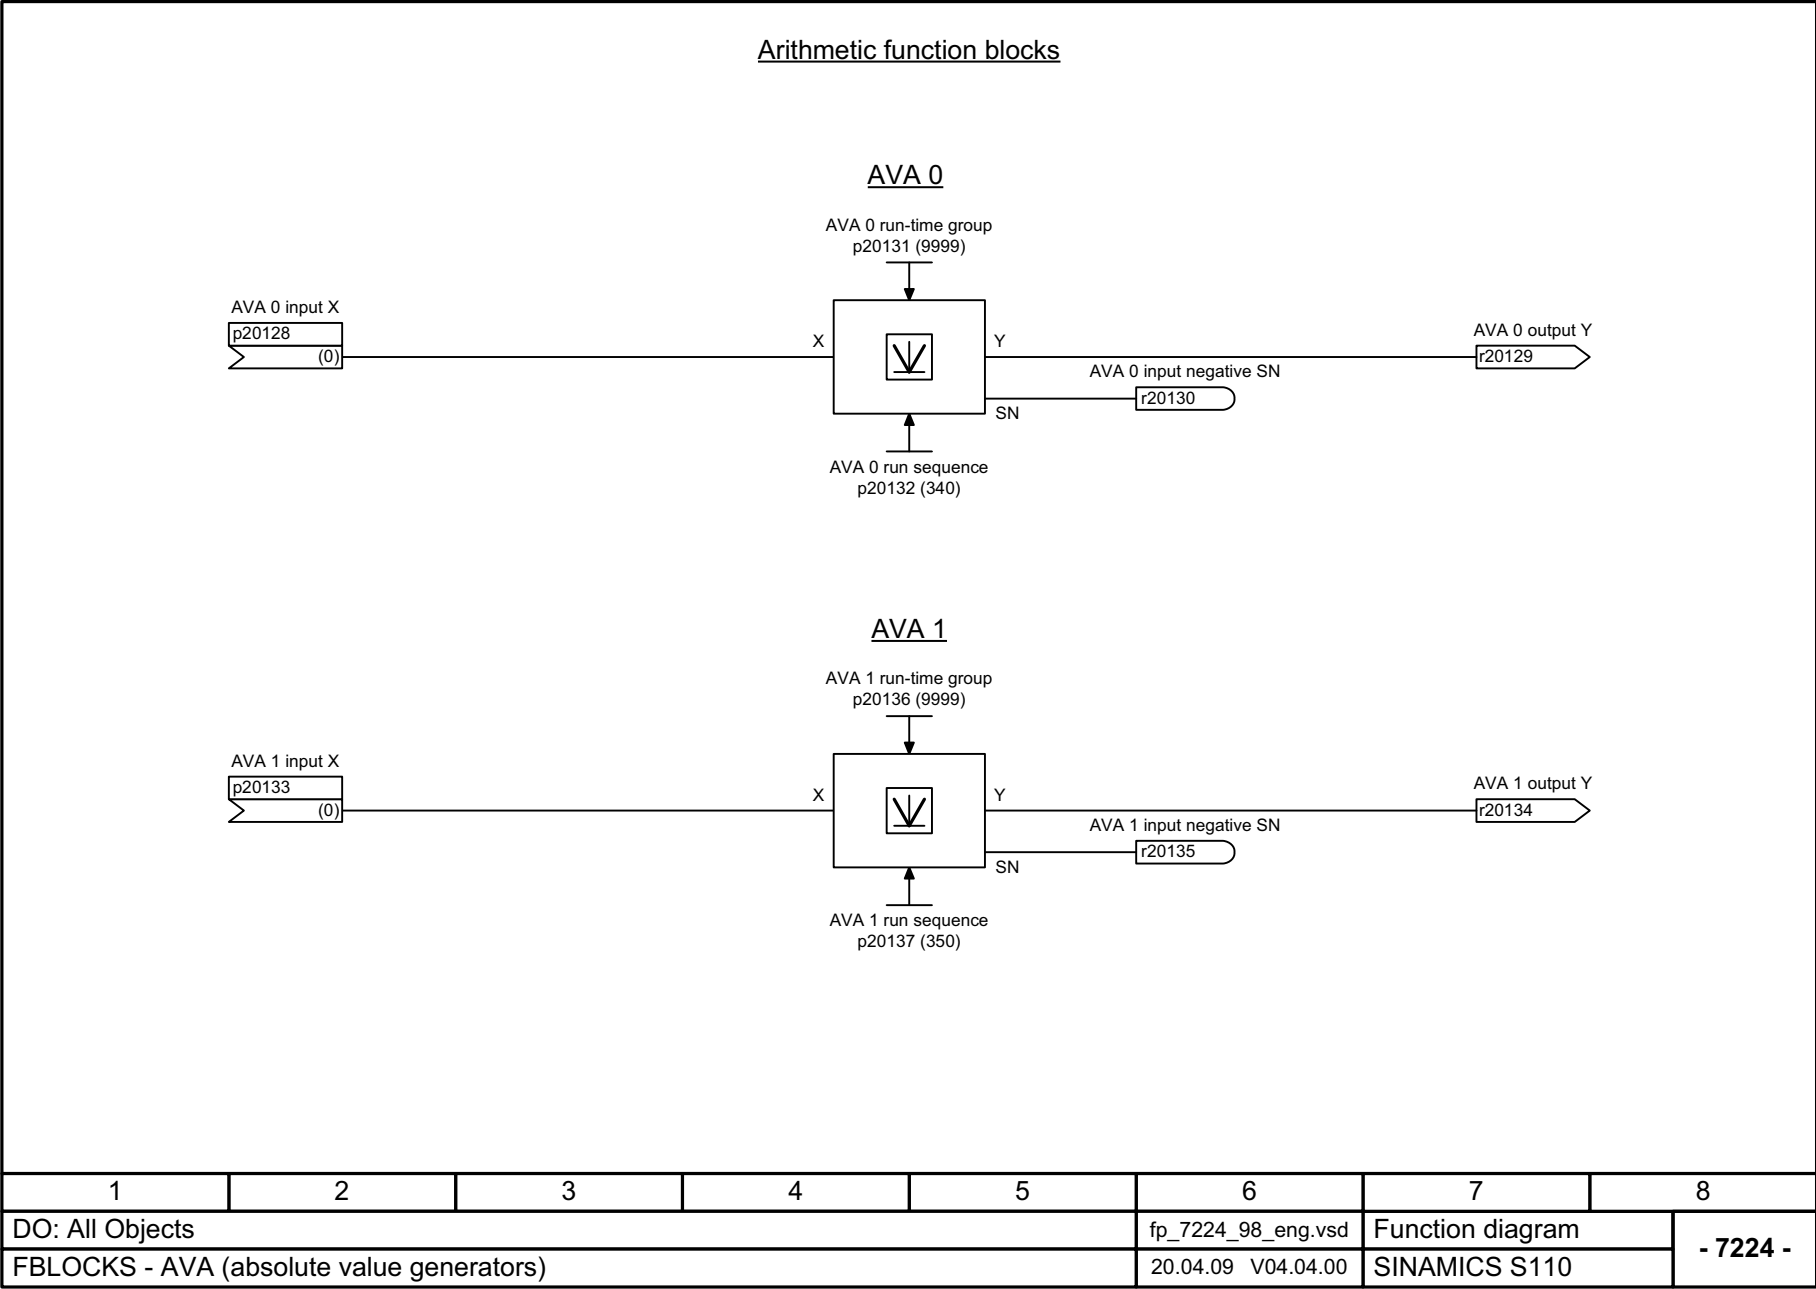 Arithmetic function blocks
AVA 0
AVA 0 run-time group
p20131 (9999)
AVA 0 input X
p20128
(0)
X
Y
AVA 0 output Y
r20129
AVA 0 input negative SN
r20130
SN
AVA 0 run sequence
p20132 (340)
AVA 1
AVA 1 run-time group
p20136 (9999)
AVA 1 input X
p20133
(0)
X
Y
AVA 1 output Y
r20134
AVA 1 input negative SN
r20135
SN
AVA 1 run sequence
p20137 (350)
1 2 3 4 5 6 7 8
DO: All Objects
fp_7224_98_eng.vsd
Function diagram
- 7224 -
FBLOCKS - AVA (absolute value generators)
20.04.09 V04.04.00
SINAMICS S110